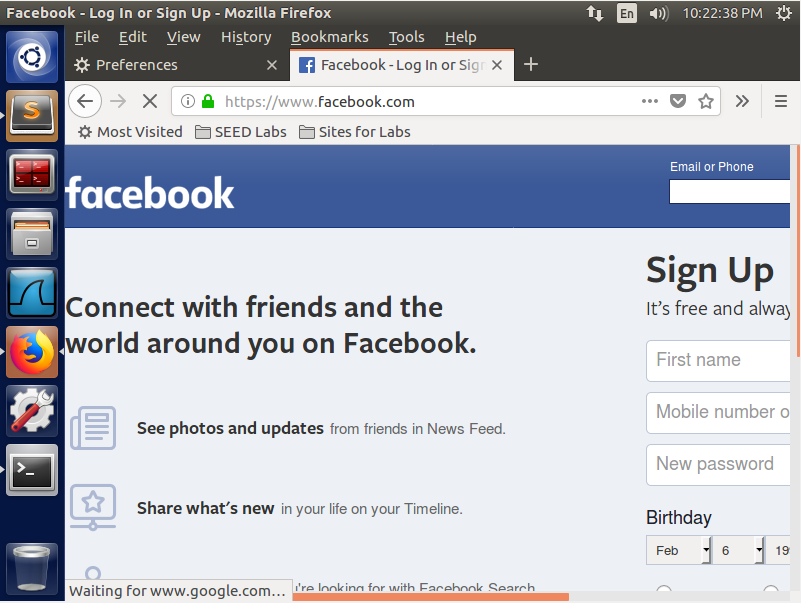 Facebook - Log In or Sign Up - Mozilla Firefox
En
10:22:38 PM
File Edit View History Bookmarks Tools Help
Preferences
Facebook - Log In or Sig
https://www.facebook.com
Most Visited
SEED Labs
Sites for Labs
facebook
Email or Phone
Connect with friends and the
world around you on Facebook.
See photos and updates from friends in News Feed.
Share what's new in your life on your Timeline.
u're looking for with Facebook Search.
Sign Up
It's free and alway
First name
Mobile number o
New password
Birthday
Feb 6 19
Waiting for www.google.com...